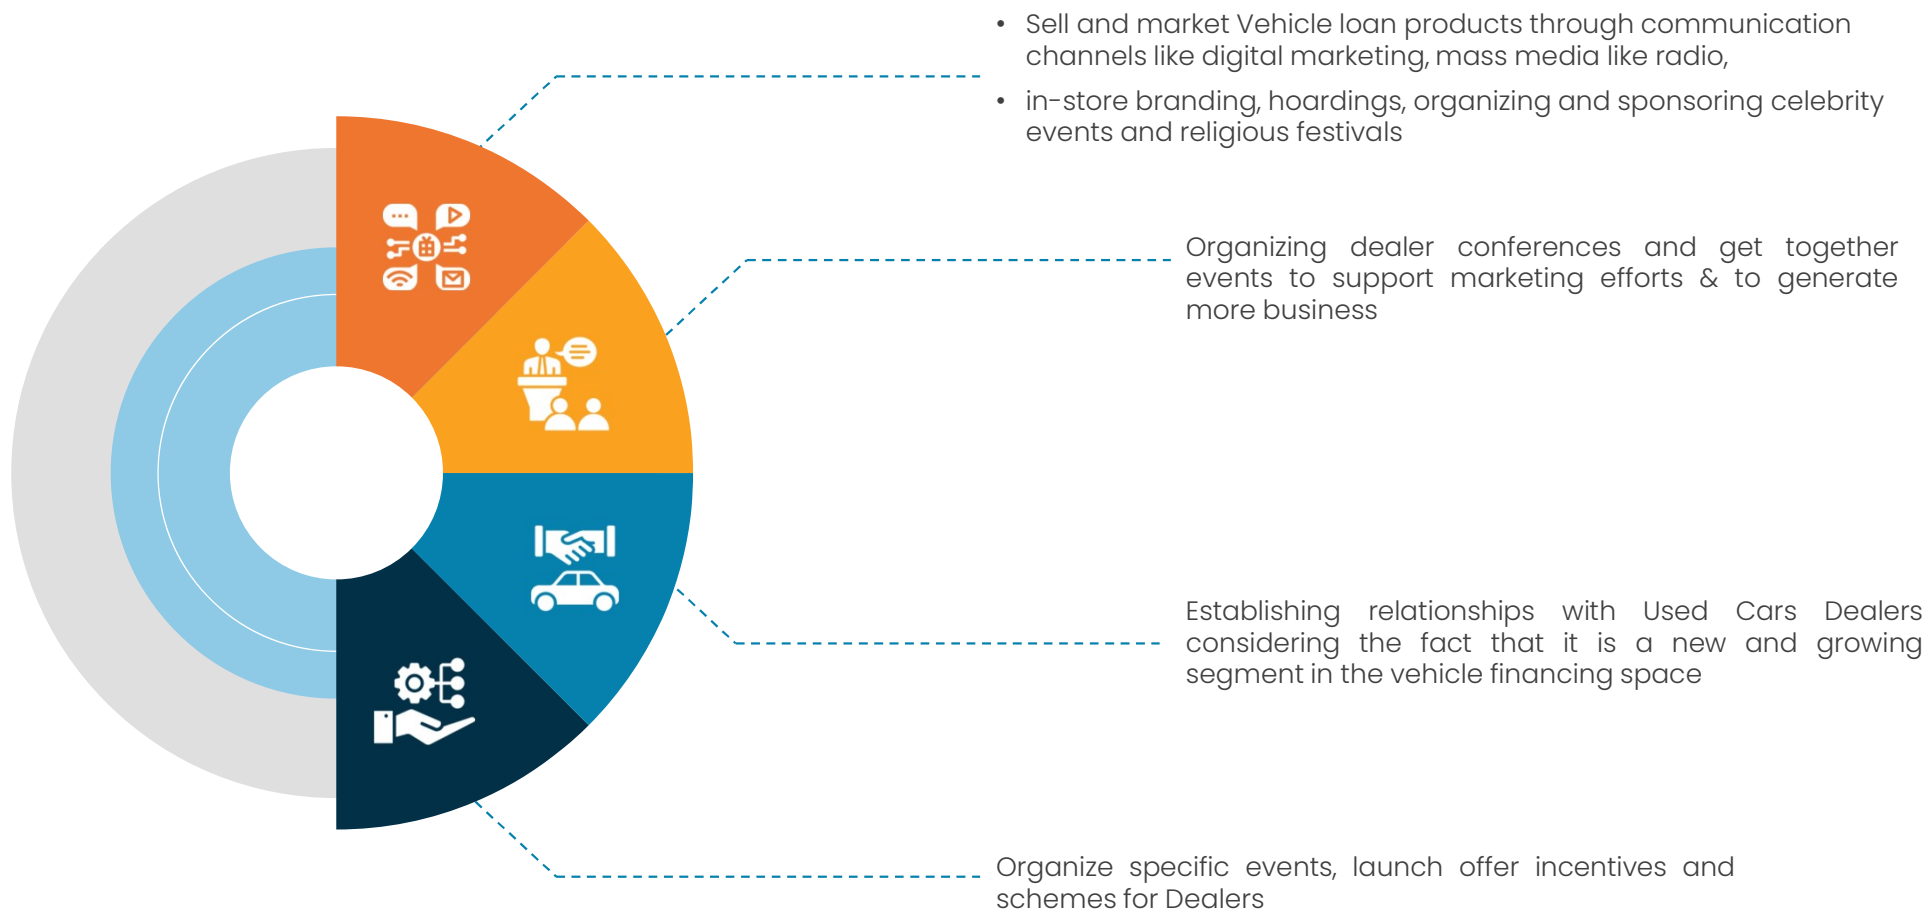 • Sell and market Vehicle loan products through communication
channels like digital marketing, mass media like radio,
• in-store branding, hoardings, organizing and sponsoring celebrity
events and religious festivals
Organizing dealer conferences and get together
events to support marketing efforts & to generate
more business
Establishing relationships with Used Cars Dealers
considering the fact that it is a new and growing
segment in the vehicle financing space
Organize specific events, launch offer incentives and
schemes for Dealers